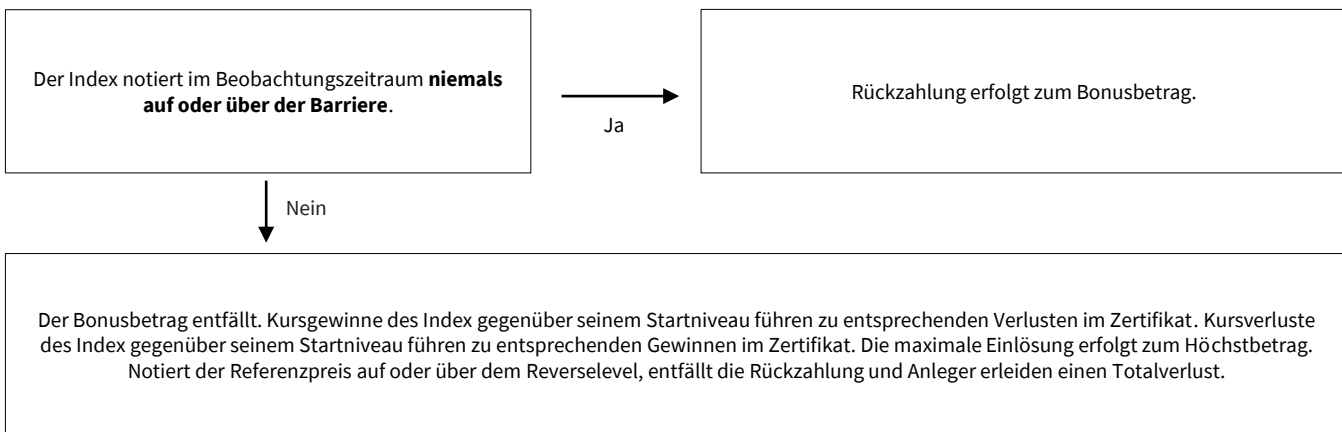 Der Index notiert im Beobachtungszeitraum niemals
auf oder über der Barriere.
Ja
Rückzahlung erfolgt zum Bonusbetrag.
Nein
Der Bonusbetrag entfällt. Kursgewinne des Index gegenüber seinem Startniveau führen zu entsprechenden Verlusten im Zertifikat. Kursverluste
des Index gegenüber seinem Startniveau führen zu entsprechenden Gewinnen im Zertifikat. Die maximale Einlösung erfolgt zum Höchstbetrag.
Notiert der Referenzpreis auf oder über dem Reverselevel, entfällt die Rückzahlung und Anleger erleiden einen Totalverlust.